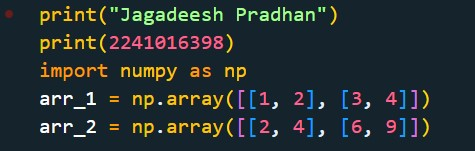 print("Jagadeesh Pradhan")
print(2241016398)
import numpy as np
arr_1 = np.array([[1, 2], [3, 4]])
arr_2 = np.array([[2, 4], [6, 9]])